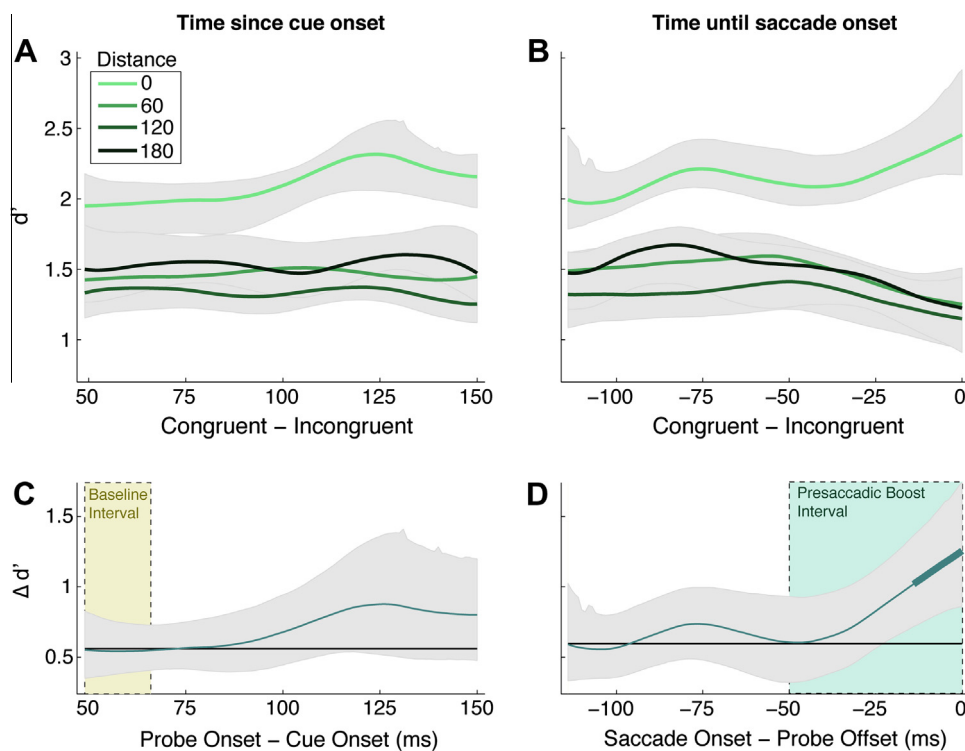 Time since cue onset
Time until saccade onset
A
B
Distance
0
60
120
180
3
2.5
2
1.5
1
d'
50
75
100
125
150
Congruent − Incongruent
−100
−75
−50
−25
0
Congruent − Incongruent
C
D
Baseline
Interval
Presaccadic Boost
Interval
1.5
1
0.5
Δ d'
50
75
100
125
150
Probe Onset − Cue Onset (ms)
−100
−75
−50
−25
0
Saccade Onset − Probe Offset (ms)